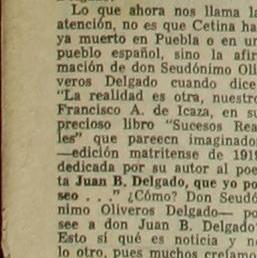 Lo que ahora nos llama la
atención, no es que Cetina ha-
ya muerto en Puebla o en un
pueblo español, sino la afir-
mación de don Seudónimo Oli-
veros Delgado cuando dice:
"La realidad es otra, nuestro
Francisco A. de Icaza, en su
precioso libro "Sucesos Rea-
les" que parecen imaginados
—edición matritense de 1919
dedicada por su autor al poe-
ta Juan B. Delgado, que yo po-
seo . . ." ¿Cómo? Don Seudó-
nimo Oliveros Delgado— po-
see a don Juan B. Delgado?
Esto sí que es noticia y no
lo otro, pues muchos creíamos